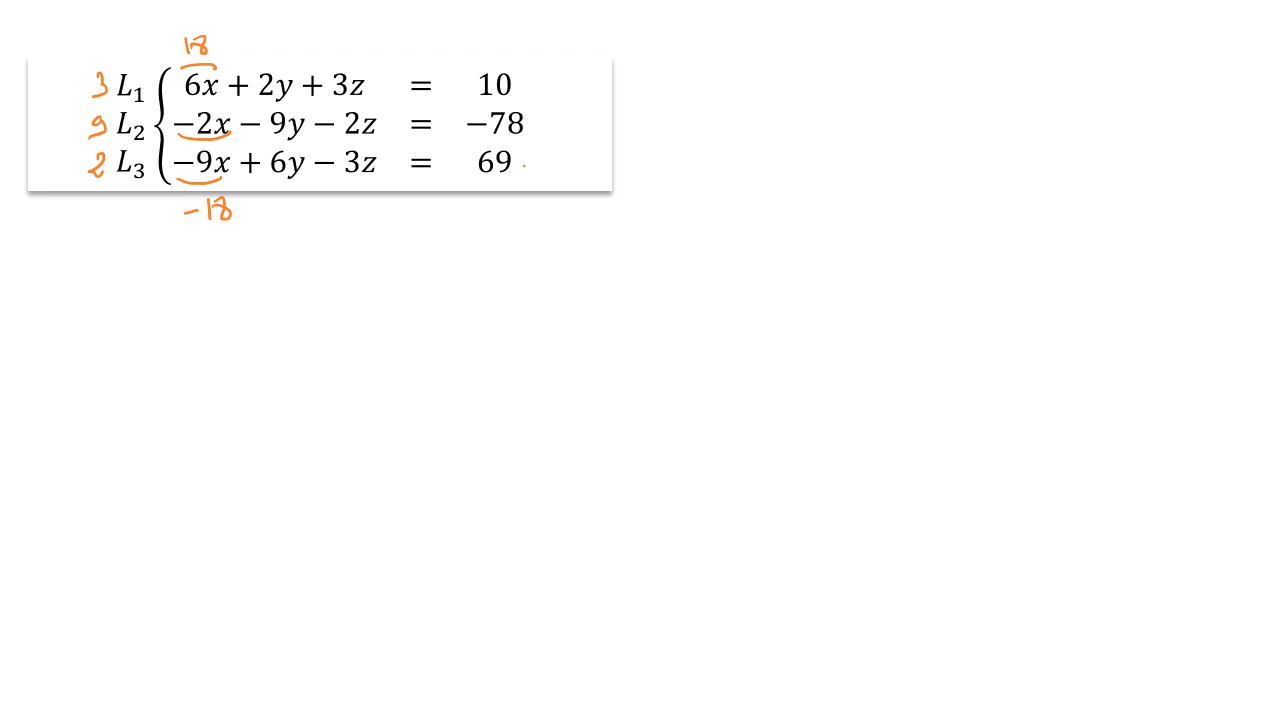 18
3 L₁ { 6x + 2y + 3z = 10
9 L₂ { −2x − 9y − 2z = −78
2 L₃ { −9x + 6y − 3z = 69
−18